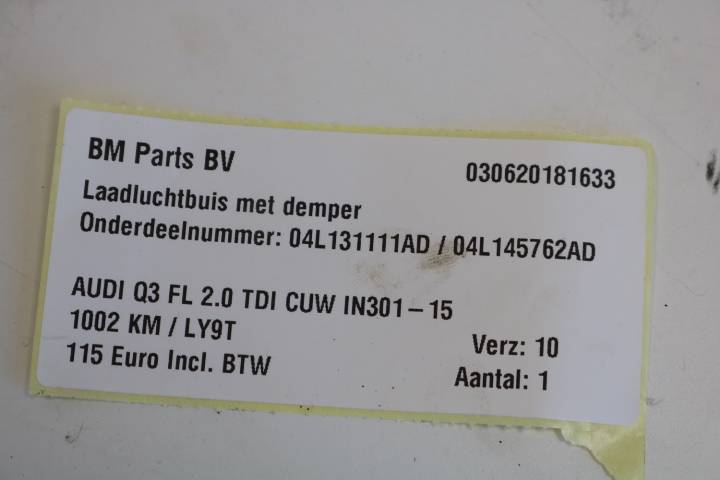 BM Parts BV 030620181633
Laadluchtbuis met demper
Onderdeelnummer: 04L131111AD / 04L145762AD
AUDI Q3 FL 2.0 TDI CUW IN301-15
1002 KM / LY9T Verz: 10
115 Euro Incl. BTW Aantal: 1